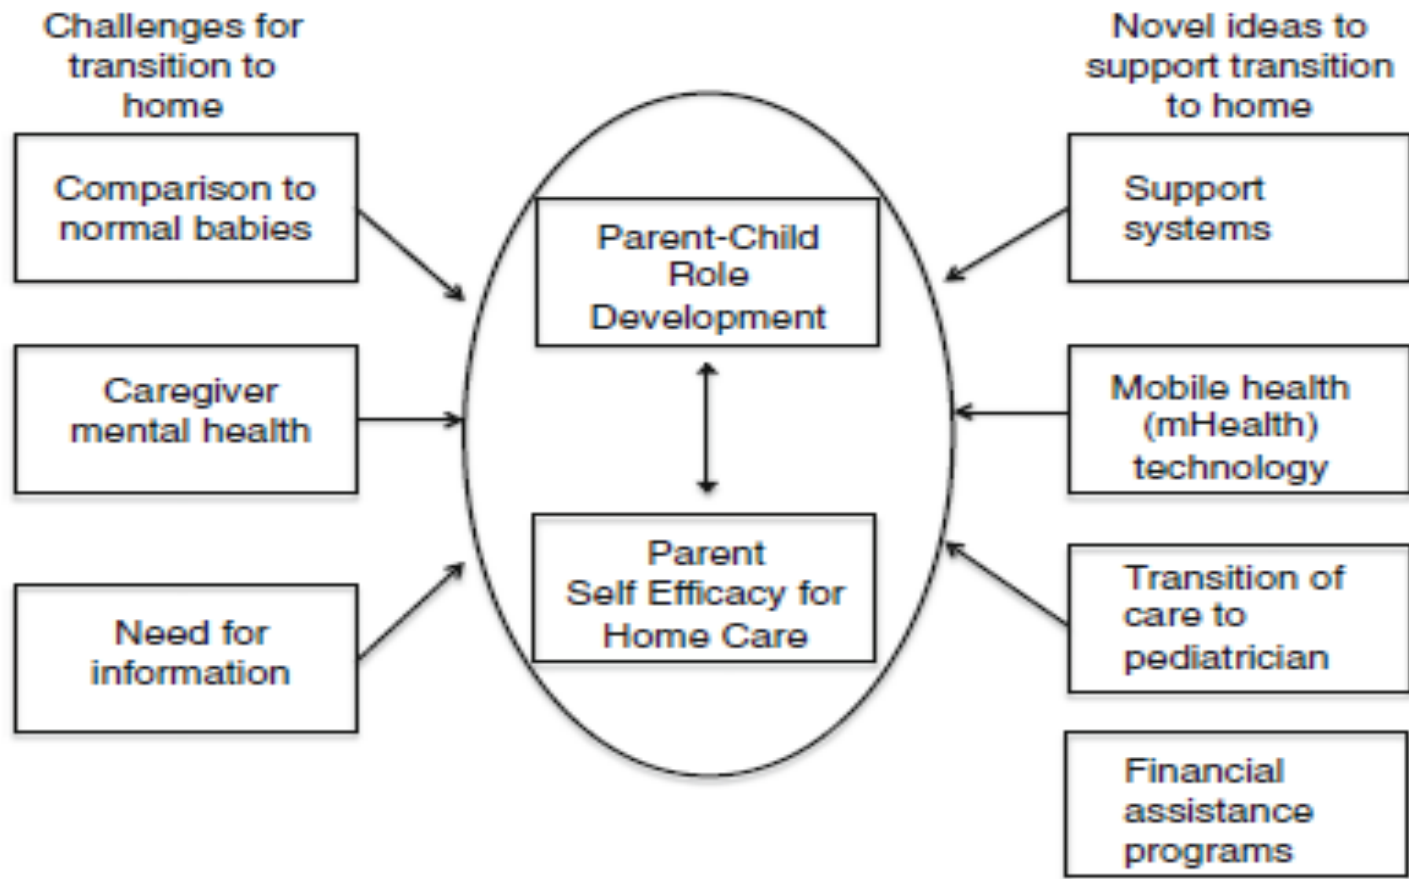 Challenges for
transition to
home
Comparison to
normal babies
Caregiver
mental health
Need for
information
Parent-Child
Role
Development
Parent
Self Efficacy for
Home Care
Novel ideas to
support transition
to home
Support
systems
Mobile health
(mHealth)
technology
Transition of
care to
pediatrician
Financial
assistance
programs